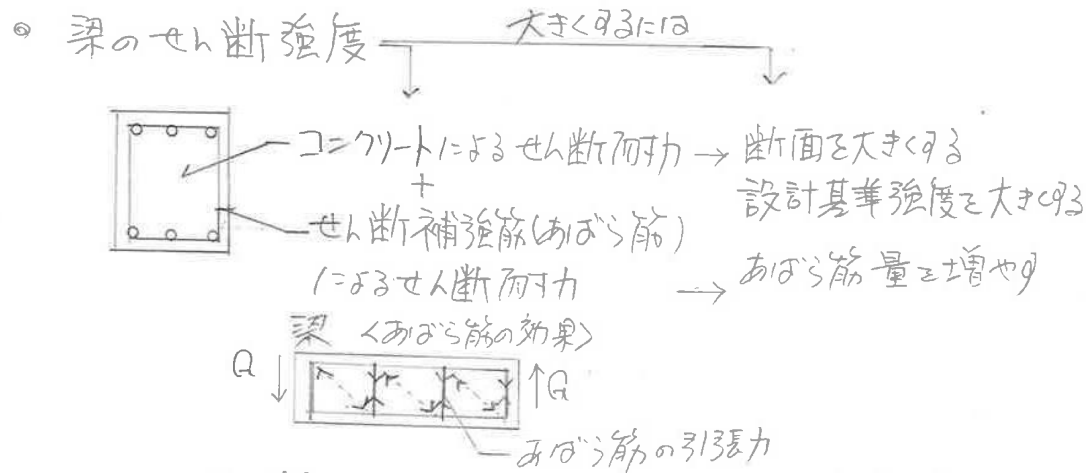 梁のせん断強度
大きくするには
コンクリートによるせん断耐力 → 断面を大きくする
+
設計基準強度を大きくする
せん断補強筋(あばら筋)
によるせん断耐力 → あばら筋量を増やす
梁 <あばら筋の効果>
Q ↓ ↑Q
あばら筋の引張力